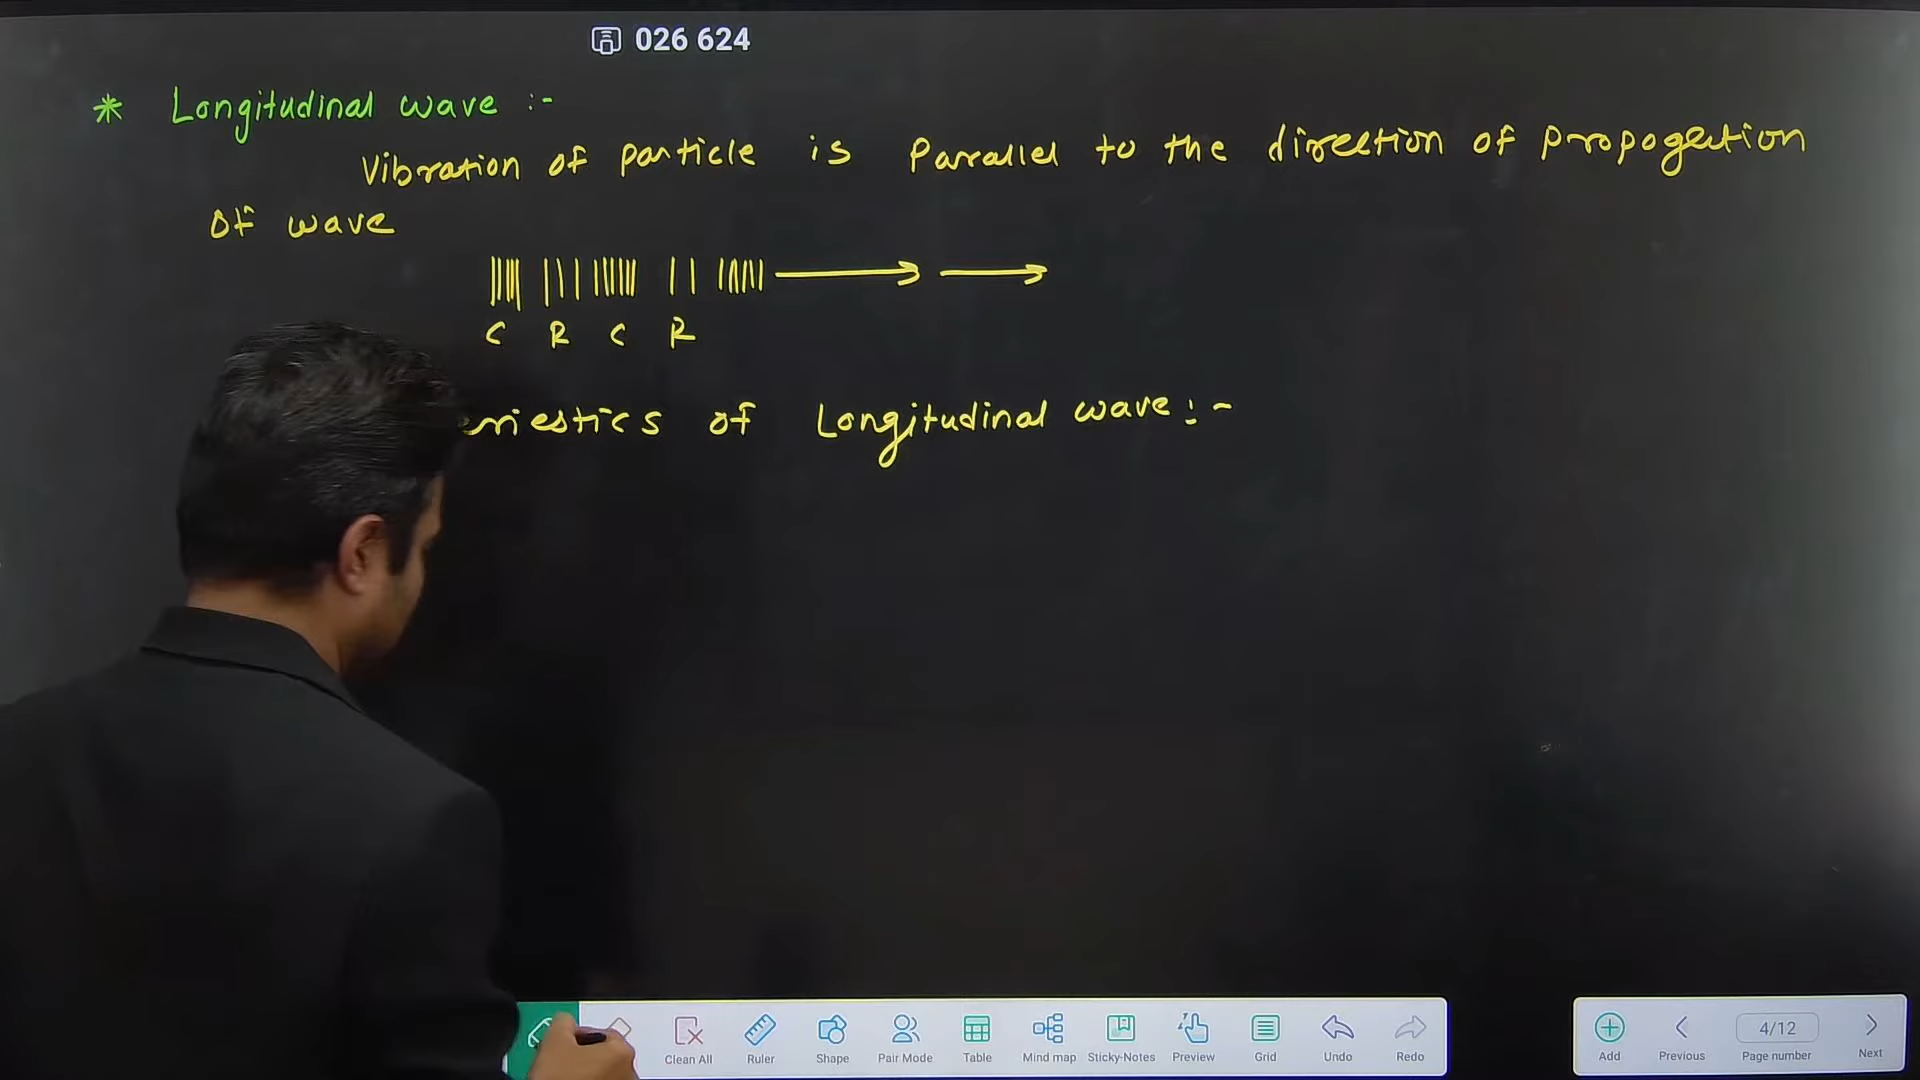 026 624
* Longitudinal wave :-
Vibration of particle is Parallel to the direction of propogation
of wave
C R C R
eriestics of Longitudinal wave :-
Clean All Ruler Shape Pair Mode Table Mind map Sticky-Notes Preview Grid Undo Redo
Add Previous 4/12 Page number Next